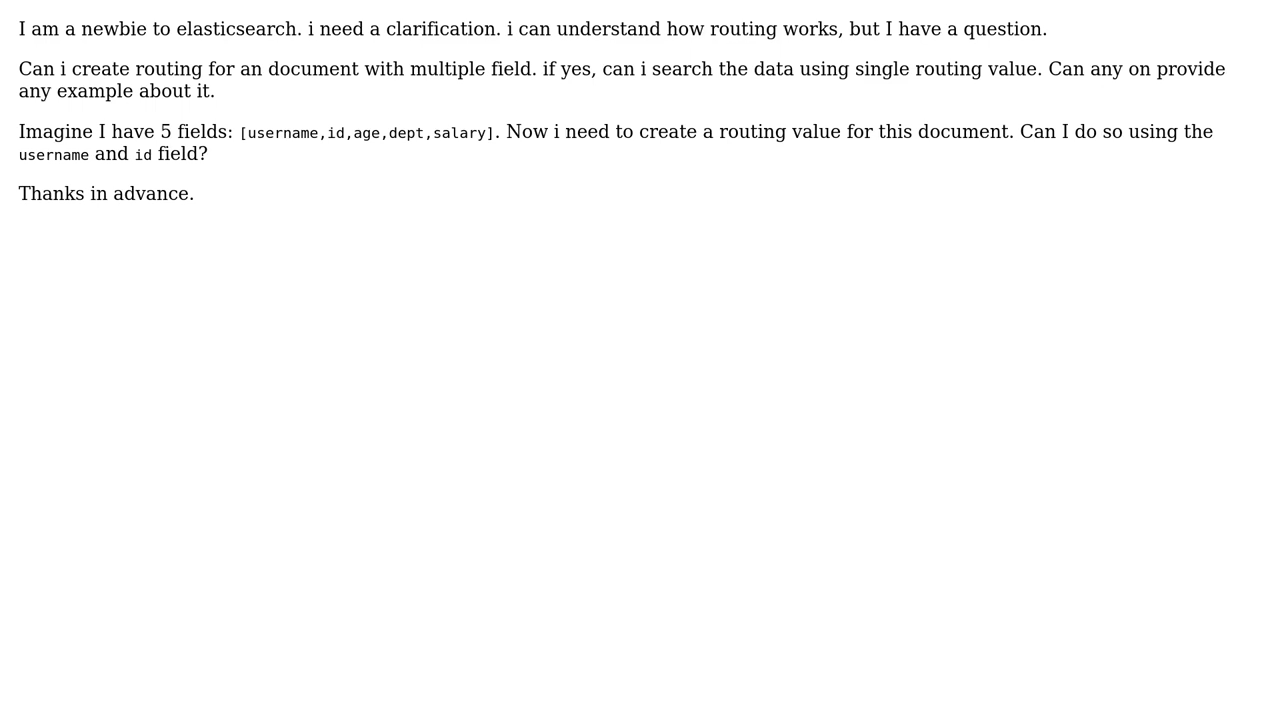 I am a newbie to elasticsearch. i need a clarification. i can understand how routing works, but I have a question.
Can i create routing for an document with multiple field. if yes, can i search the data using single routing value. Can any on provide
any example about it.
Imagine I have 5 fields: [username,id,age,dept,salary]. Now i need to create a routing value for this document. Can I do so using the
username and id field?
Thanks in advance.